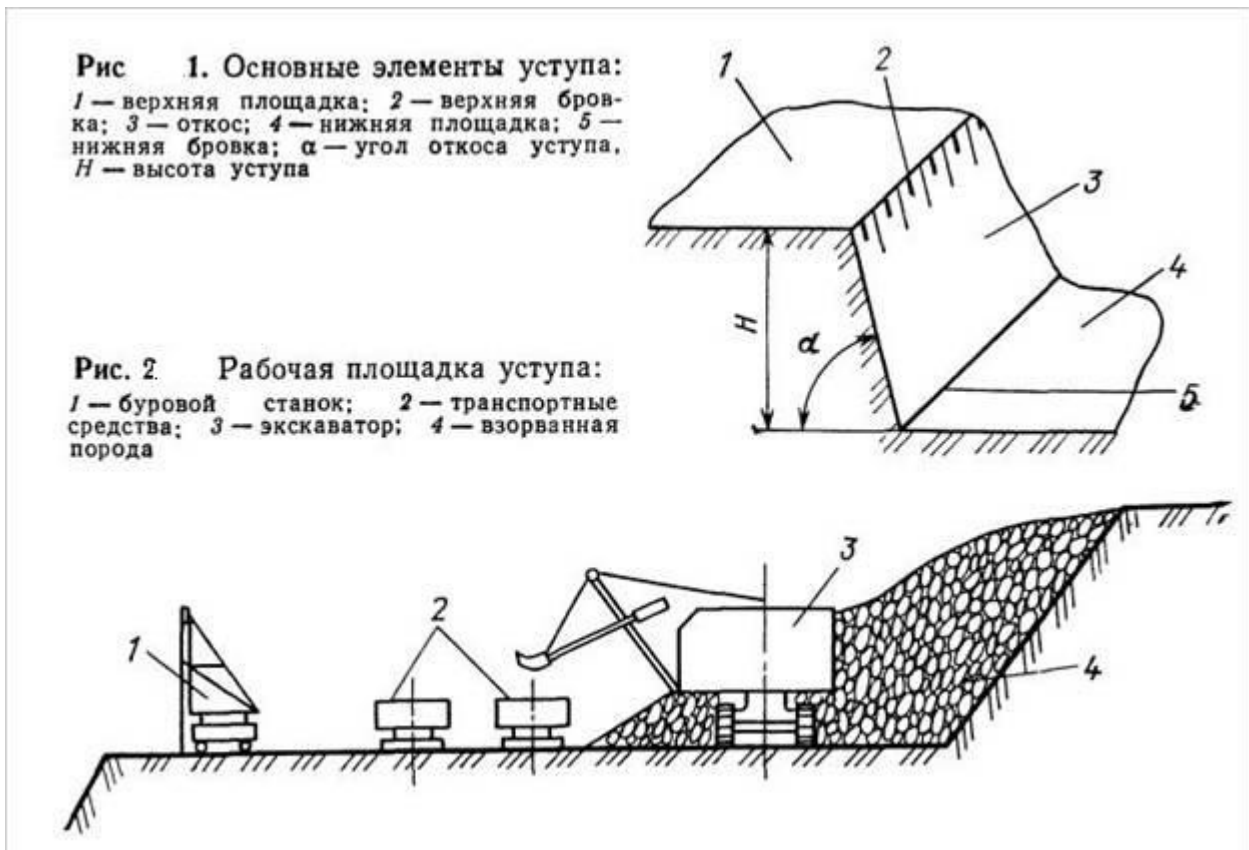 Рис 1. Основные элементы уступа:
1 — верхняя площадка; 2 — верхняя бров-
ка; 3 — откос; 4 — нижняя площадка; 5 —
нижняя бровка; α — угол откоса уступа,
H — высота уступа
1
2
3
4
H
α
5
Рис. 2. Рабочая площадка уступа:
1 — буровой станок; 2 — транспортные
средства; 3 — экскаватор; 4 — взорванная
порода
1
2
3
4